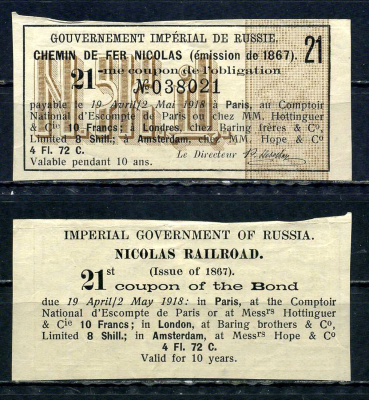 GOUVERNEMENT IMPÉRIAL DE RUSSIE.
CHEMIN DE FER NICOLAS (émission de 1867). 21
21-me coupon de l'obligation
№038021
payable le 19 Avril/2 Mai 1918 à Paris, au Comptoir
National d'Escompte de Paris ou chez MM. Hottinguer
& Cie 10 Francs; à Londres, chez Baring frères & Co,
Limited 8 Shill.; à Amsterdam, chez MM. Hope & Co
4 Fl. 72 C.
Valable pendant 10 ans. Le Directeur
IMPERIAL GOVERNMENT OF RUSSIA.
NICOLAS RAILROAD.
(Issue of 1867).
21st coupon of the Bond
due 19 April/2 May 1918: in Paris, at the Comptoir
National d'Escompte de Paris or at Messrs Hottinguer
& Cie 10 Francs; in London, at Baring brothers & Co,
Limited 8 Shill.; in Amsterdam, at Messrs Hope & Co
4 Fl. 72 C.
Valid for 10 years.